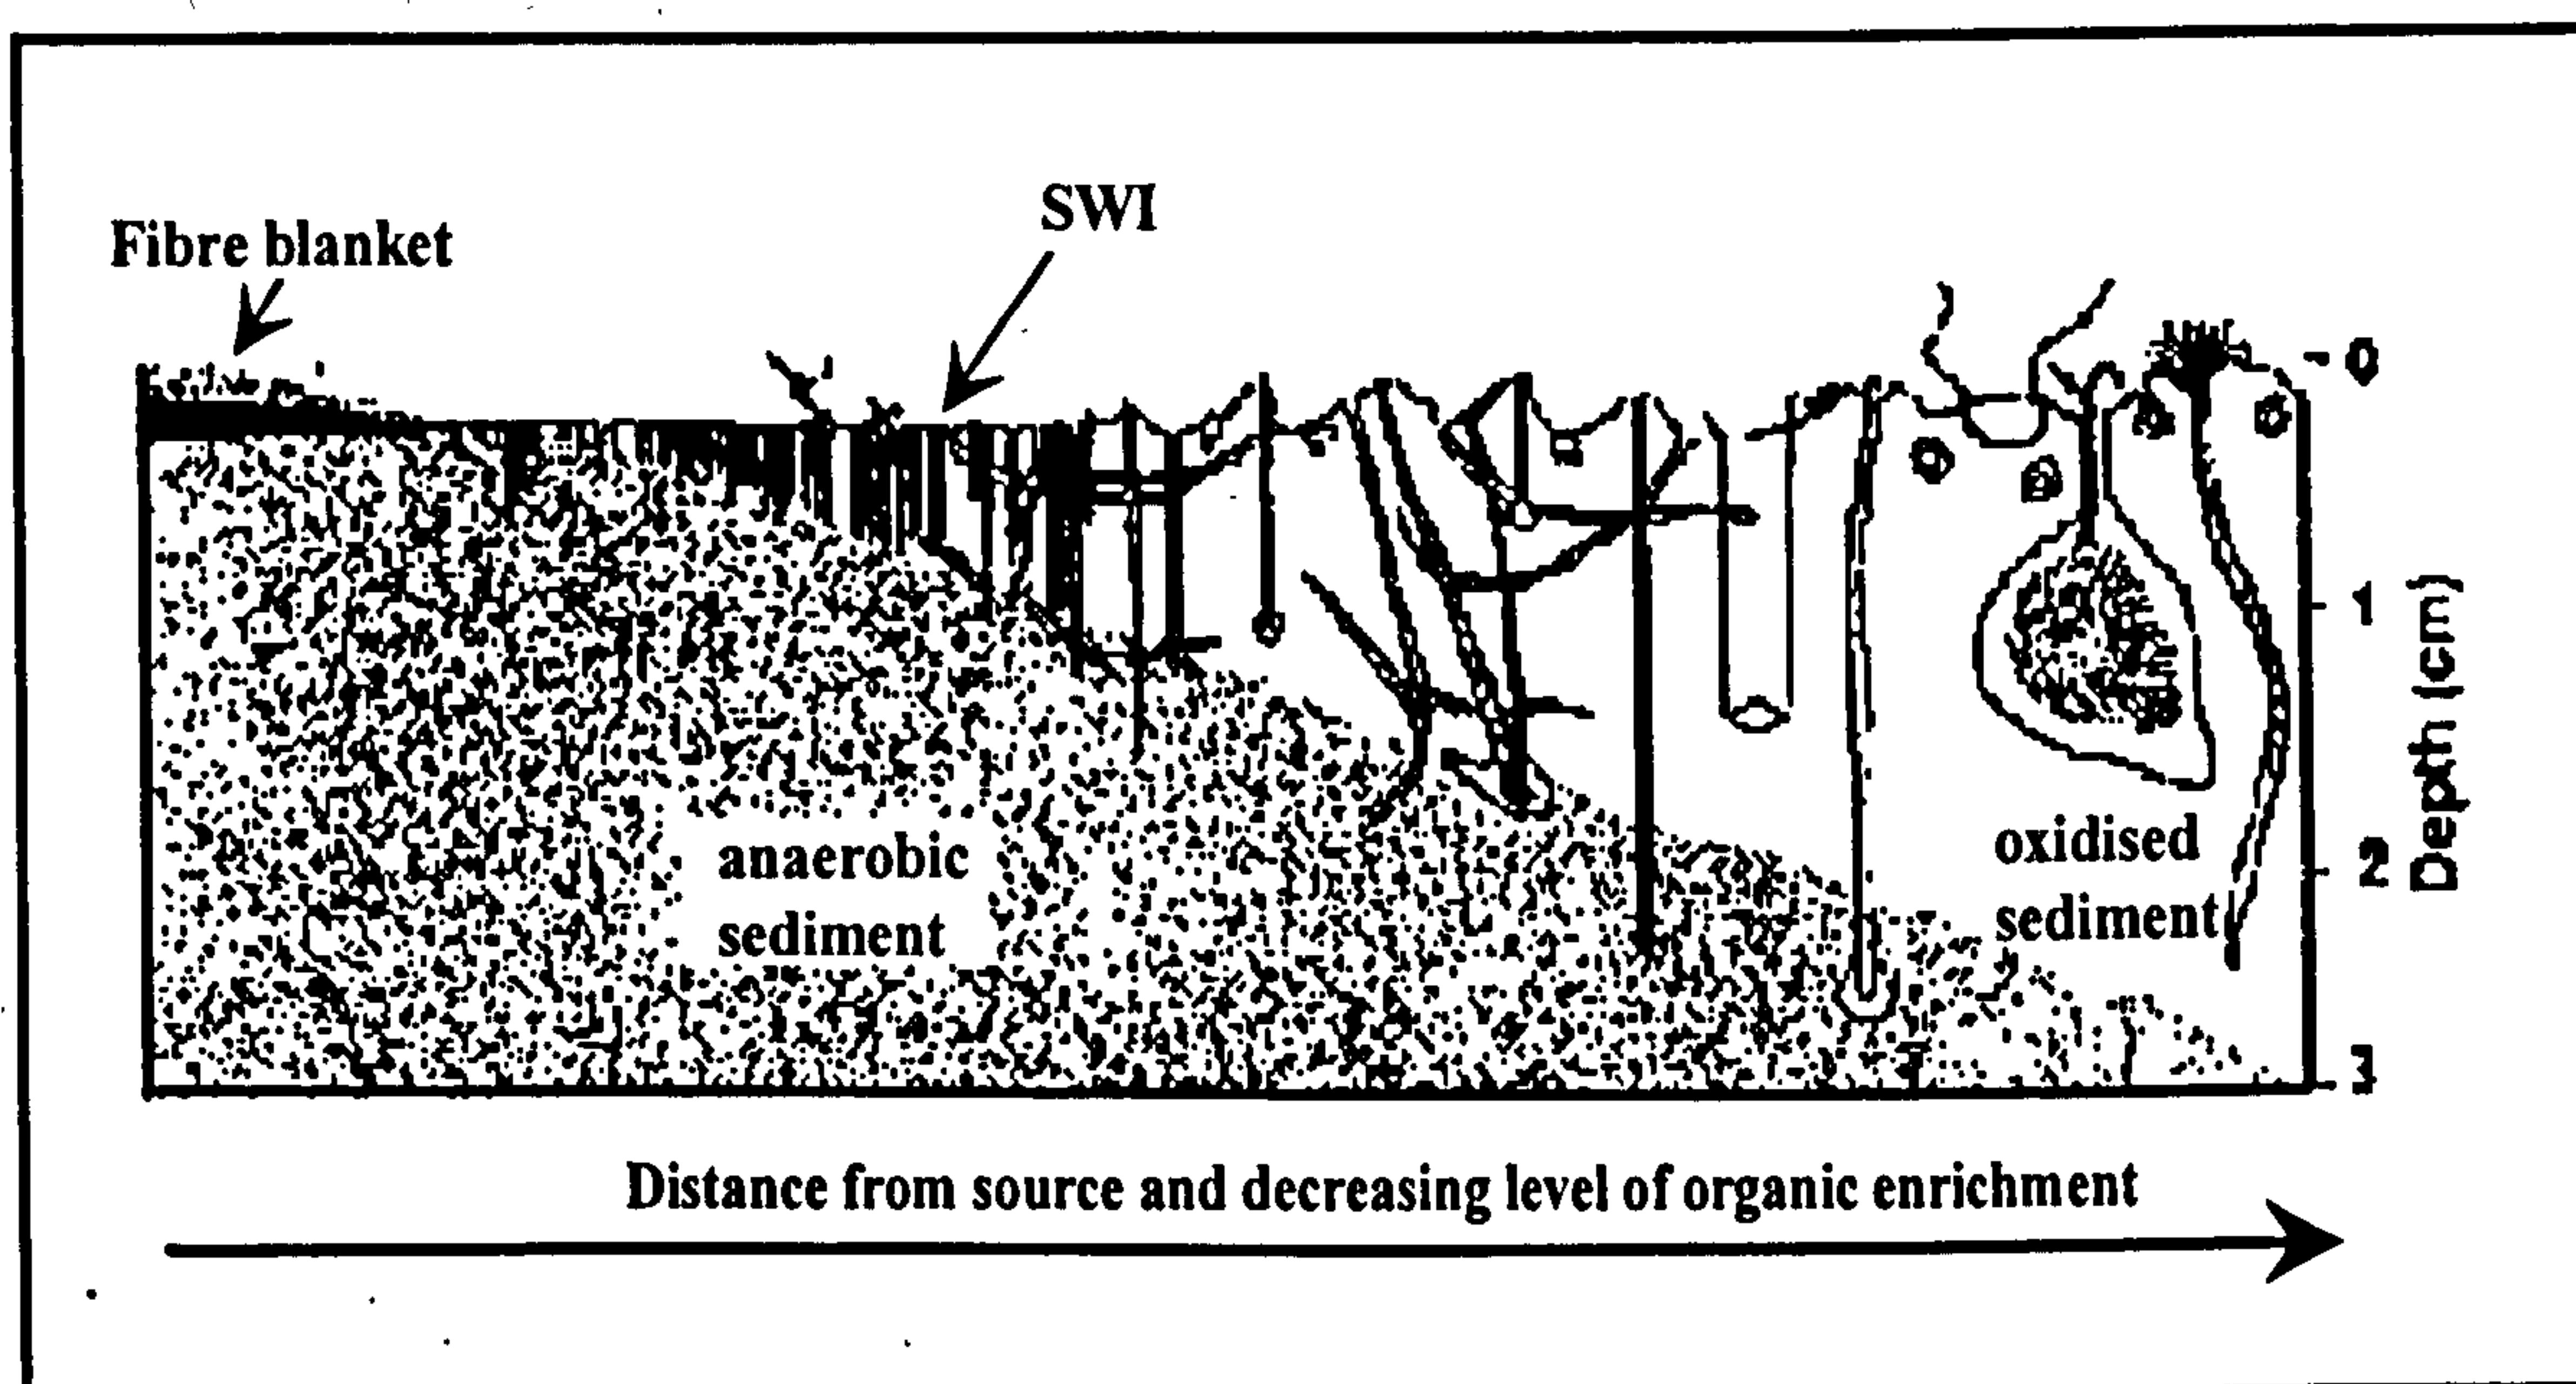 SWI
Fibre blanket
0
1
Depth (cm)
2
3
anaerobic
sediment
oxidised
sediment
Distance from source and decreasing level of organic enrichment